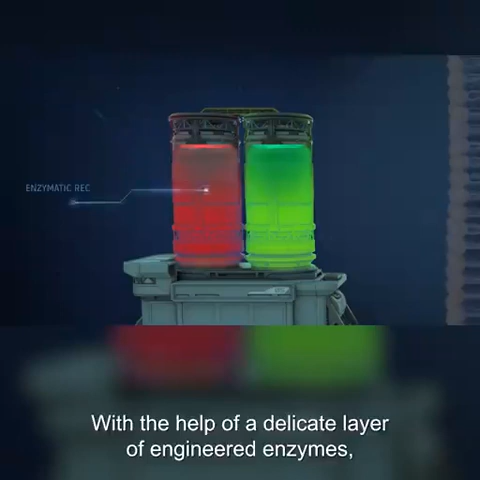 ENZYMATIC REC
With the help of a delicate layer
of engineered enzymes,